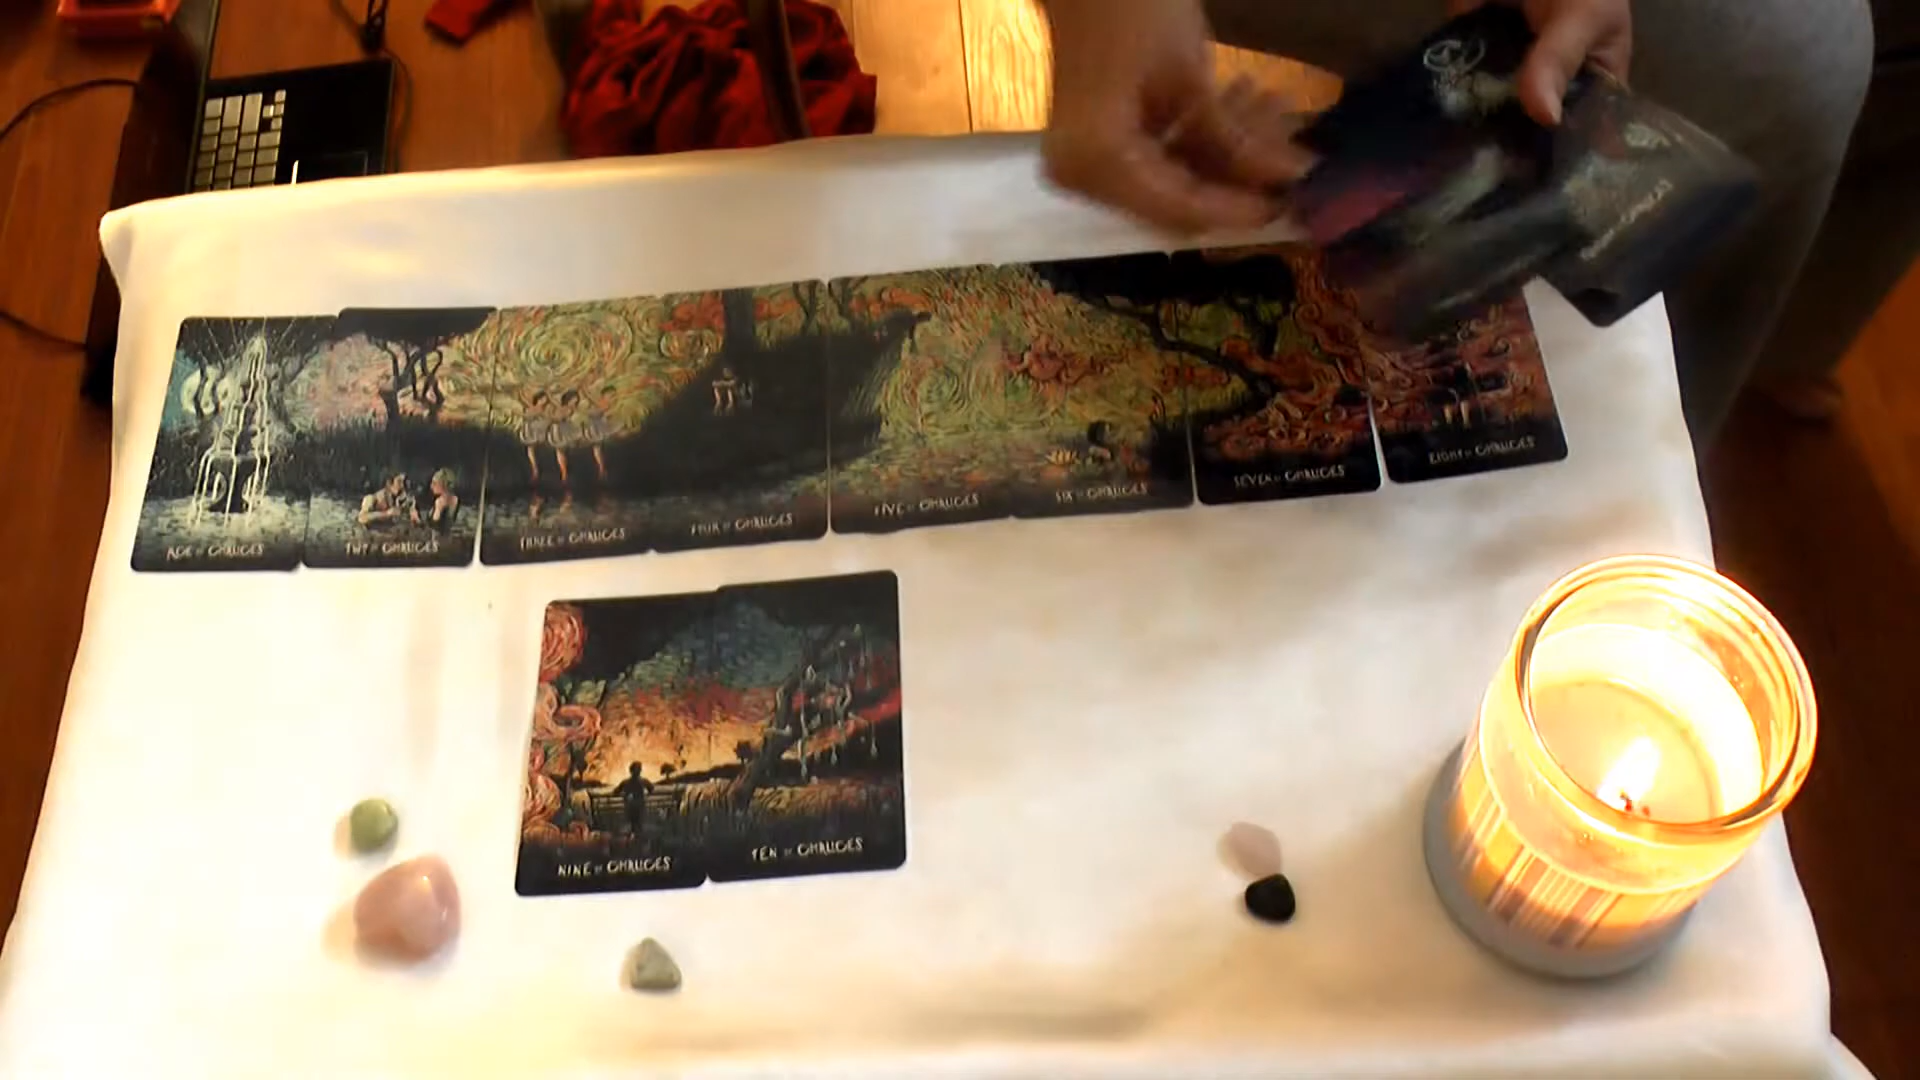 ACE OF CHALICES
TWO OF CHALICES
THREE OF CHALICES
FOUR OF CHALICES
FIVE OF CHALICES
SIX OF CHALICES
SEVEN OF CHALICES
EIGHT OF CHALICES
NINE OF CHALICES
TEN OF CHALICES